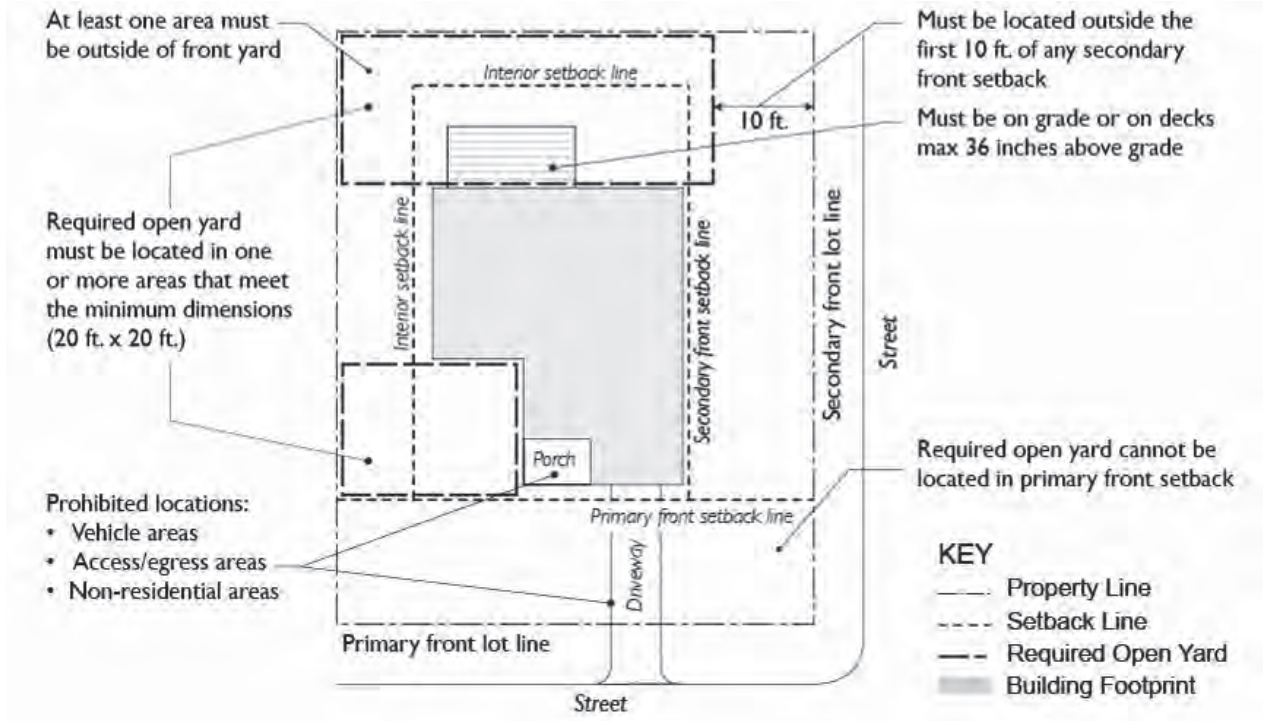 At least one area must
be outside of front yard
Required open yard
must be located in one
or more areas that meet
the minimum dimensions
(20 ft. x 20 ft.)
Prohibited locations:
• Vehicle areas
• Access/egress areas
• Non-residential areas
Interior setback line
10 ft.
Interior setback line
Secondary front setback line
Secondary front lot line
Street
Porch
Primary front setback line
Driveway
Primary front lot line
Street
Must be located outside the
first 10 ft. of any secondary
front setback
Must be on grade or on decks
max 36 inches above grade
Required open yard cannot be
located in primary front setback
KEY
Property Line
Setback Line
Required Open Yard
Building Footprint